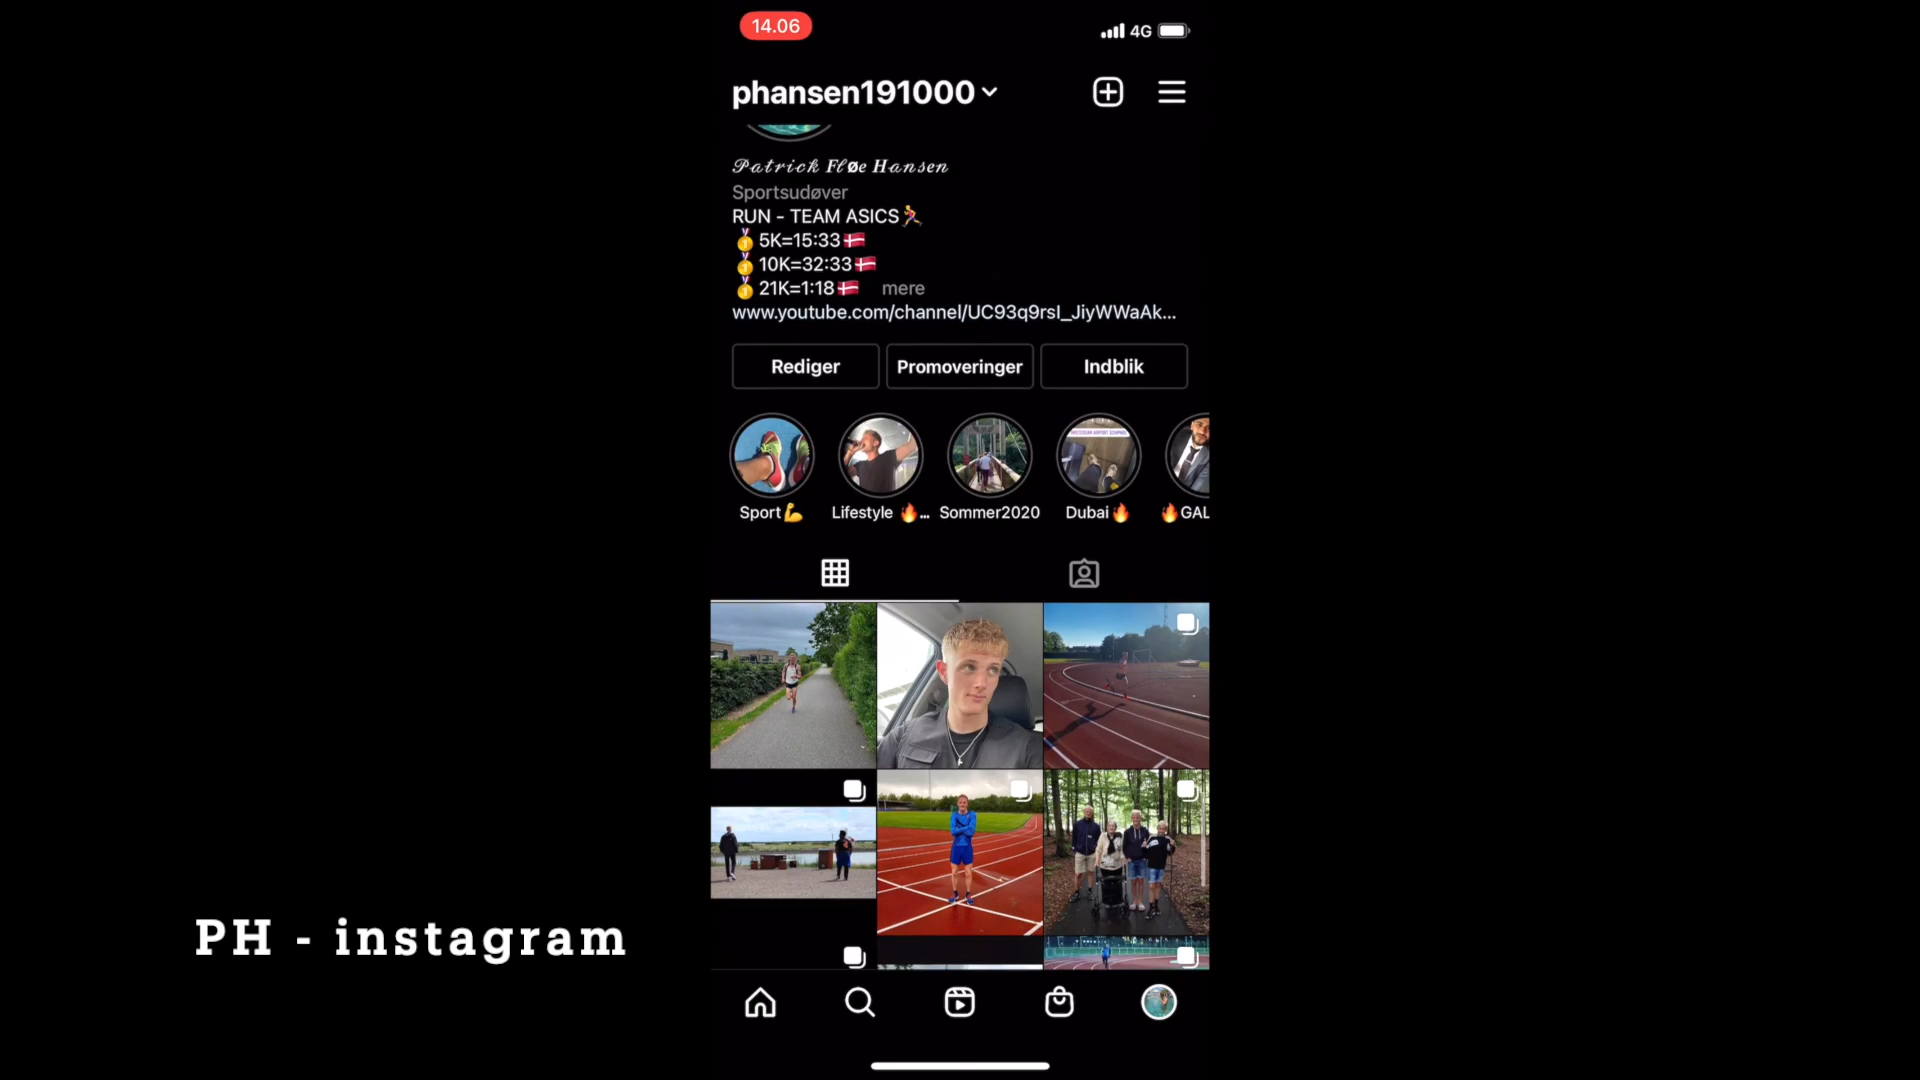 14.06
4G
phansen191000
𝒫𝒶𝓉𝓇𝒾𝒸𝓀 𝐹𝓁ø𝑒 𝐻𝒶𝓃𝓈𝑒𝓃
Sportsudøver
RUN - TEAM ASICS🏃
🥇5K=15:33🇩🇰
🥇10K=32:33🇩🇰
🥇21K=1:18🇩🇰 mere
www.youtube.com/channel/UC93q9rsI_JiyWWaAk...
Rediger Promoveringer Indblik
Sport💪 Lifestyle 🔥... Sommer2020 Dubai🔥 🔥GAL
PH - instagram